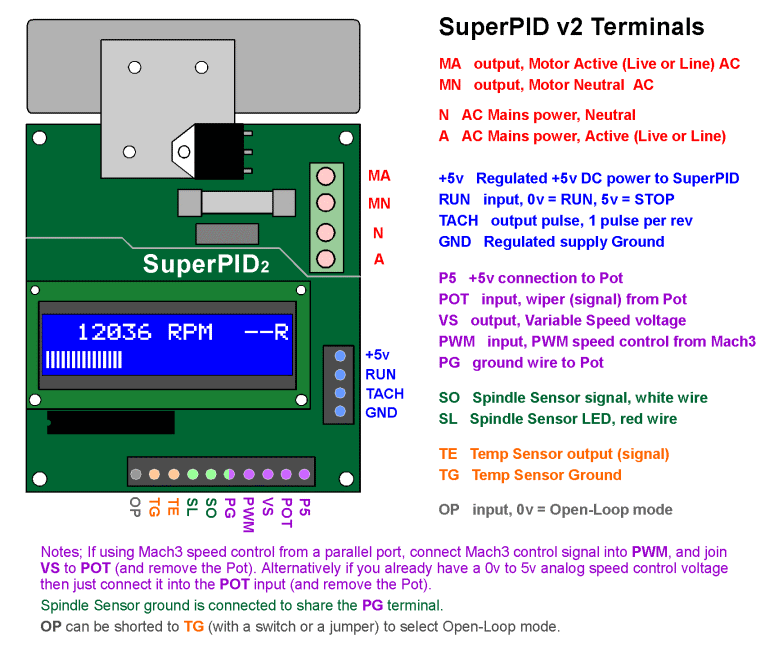 SuperPID v2 Terminals
MA output, Motor Active (Live or Line) AC
MN output, Motor Neutral AC
N AC Mains power, Neutral
A AC Mains power, Active (Live or Line)
+5v Regulated +5v DC power to SuperPID
RUN input, 0v = RUN, 5v = STOP
TACH output pulse, 1 pulse per rev
GND Regulated supply Ground
P5 +5v connection to Pot
POT input, wiper (signal) from Pot
VS output, Variable Speed voltage
PWM input, PWM speed control from Mach3
PG ground wire to Pot
SO Spindle Sensor signal, white wire
SL Spindle Sensor LED, red wire
TE Temp Sensor output (signal)
TG Temp Sensor Ground
OP input, 0v = Open-Loop mode
MA
MN
N
A
SuperPID2
12036 RPM --R
+5v
RUN
TACH
GND
OP
TG
TE
SL
SO
PG
PWM
VS
POT
P5
Notes; If using Mach3 speed control from a parallel port, connect Mach3 control signal into PWM, and join
VS to POT (and remove the Pot). Alternatively if you already have a 0v to 5v analog speed control voltage
then just connect it into the POT input (and remove the Pot).
Spindle Sensor ground is connected to share the PG terminal.
OP can be shorted to TG (with a switch or a jumper) to select Open-Loop mode.